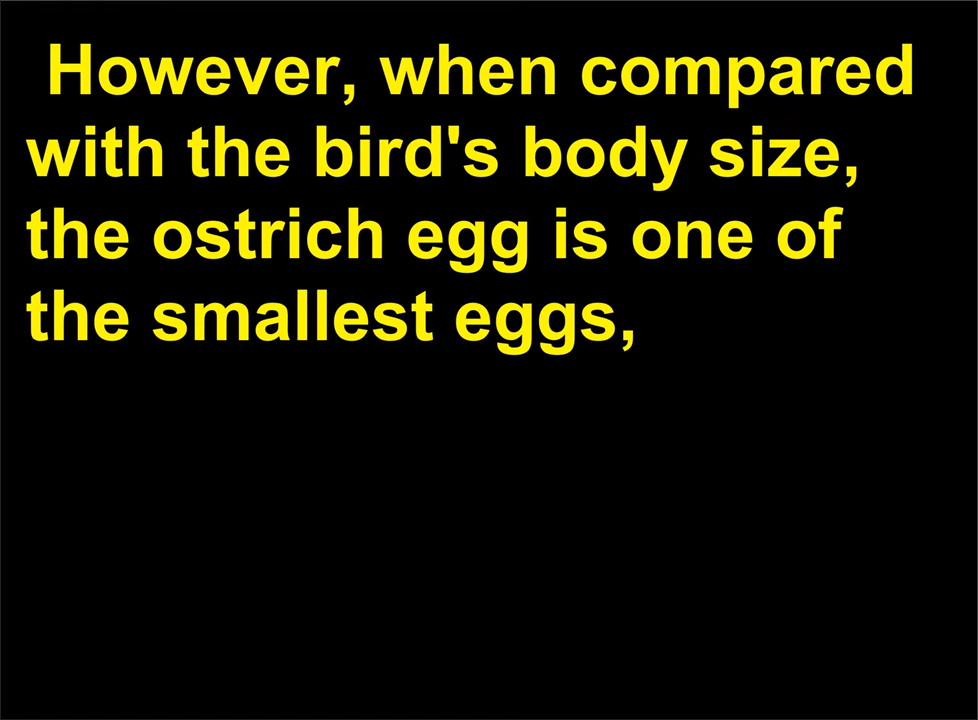 However, when compared
with the bird's body size,
the ostrich egg is one of
the smallest eggs,